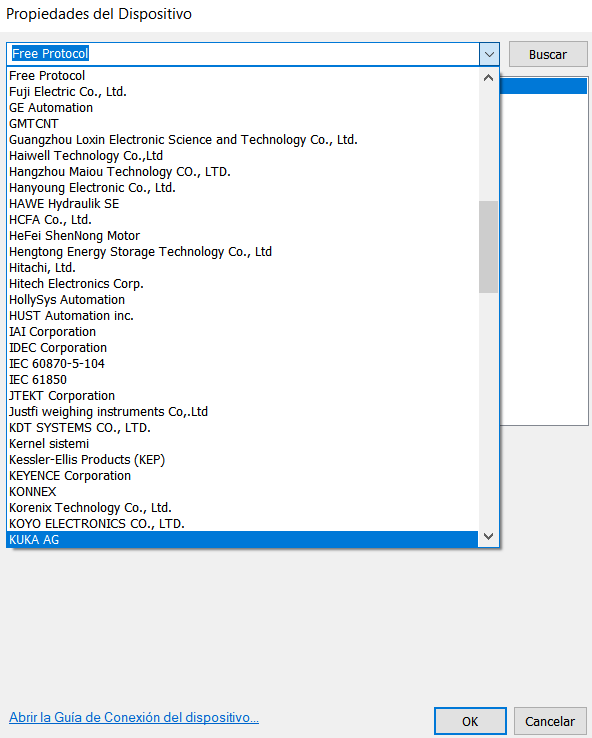 Propiedades del Dispositivo
Free Protocol
Buscar
Free Protocol
Fuji Electric Co., Ltd.
GE Automation
GMTCNT
Guangzhou Loxin Electronic Science and Technology Co., Ltd.
Haiwell Technology Co.,Ltd
Hangzhou Maiou Technology CO., LTD.
Hanyoung Electronic Co., Ltd.
HAWE Hydraulik SE
HCFA Co., Ltd.
HeFei ShenNong Motor
Hengtong Energy Storage Technology Co., Ltd
Hitachi, Ltd.
Hitech Electronics Corp.
HollySys Automation
HUST Automation inc.
IAI Corporation
IDEC Corporation
IEC 60870-5-104
IEC 61850
JTEKT Corporation
Justfi weighing instruments Co,.Ltd
KDT SYSTEMS CO., LTD.
Kernel sistemi
Kessler-Ellis Products (KEP)
KEYENCE Corporation
KONNEX
Korenix Technology Co., Ltd.
KOYO ELECTRONICS CO., LTD.
KUKA AG
Abrir la Guía de Conexión del dispositivo...
OK
Cancelar